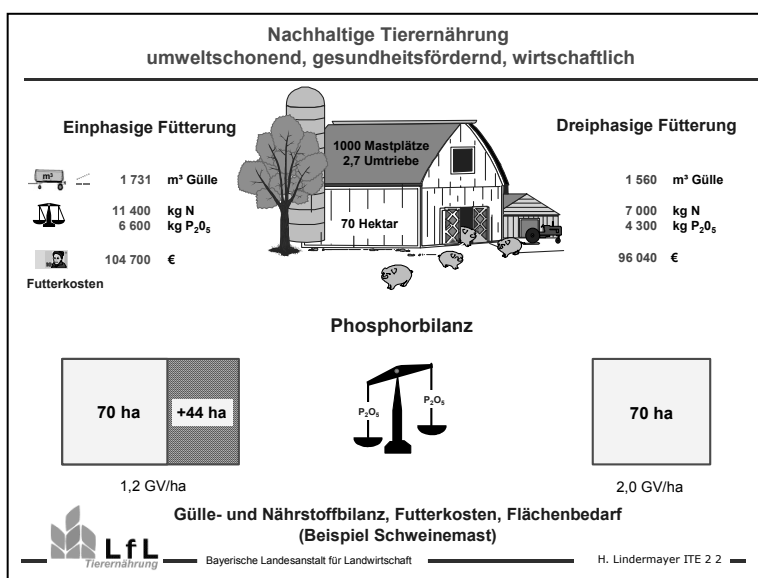 Nachhaltige Tierernährung
umweltschonend, gesundheitsfördernd, wirtschaftlich
Einphasige Fütterung
Dreiphasige Fütterung
1000 Mastplätze
2,7 Umtriebe
70 Hektar
m³
1 731 m³ Gülle
11 400 kg N
6 600 kg P₂0₅
104 700 €
Futterkosten
1 560 m³ Gülle
7 000 kg N
4 300 kg P₂0₅
96 040 €
Phosphorbilanz
70 ha
+44 ha
P₂O₅
P₂O₅
70 ha
1,2 GV/ha
2,0 GV/ha
Gülle- und Nährstoffbilanz, Futterkosten, Flächenbedarf
(Beispiel Schweinemast)
LfL
Tierernährung
Bayerische Landesanstalt für Landwirtschaft
H. Lindermayer ITE 2 2